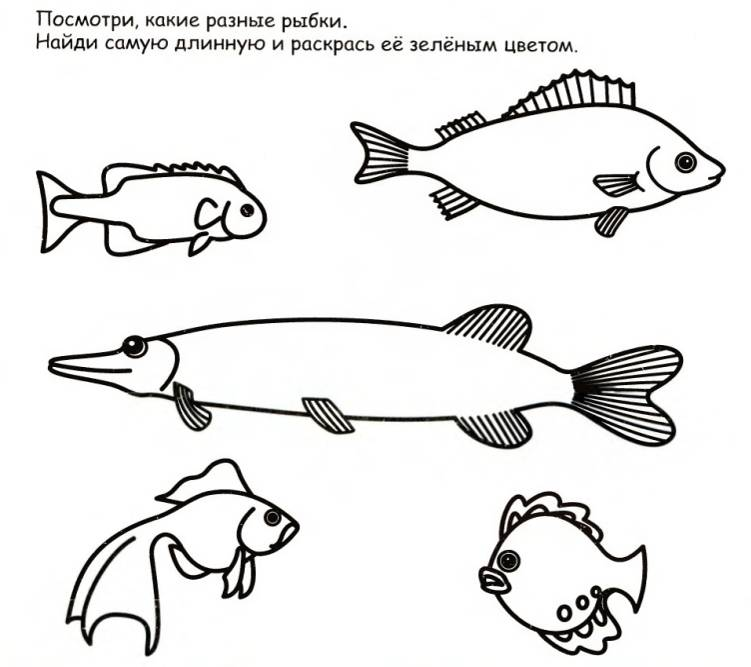 Посмотри, какие разные рыбки.
Найди самую длинную и раскрась её зелёным цветом.